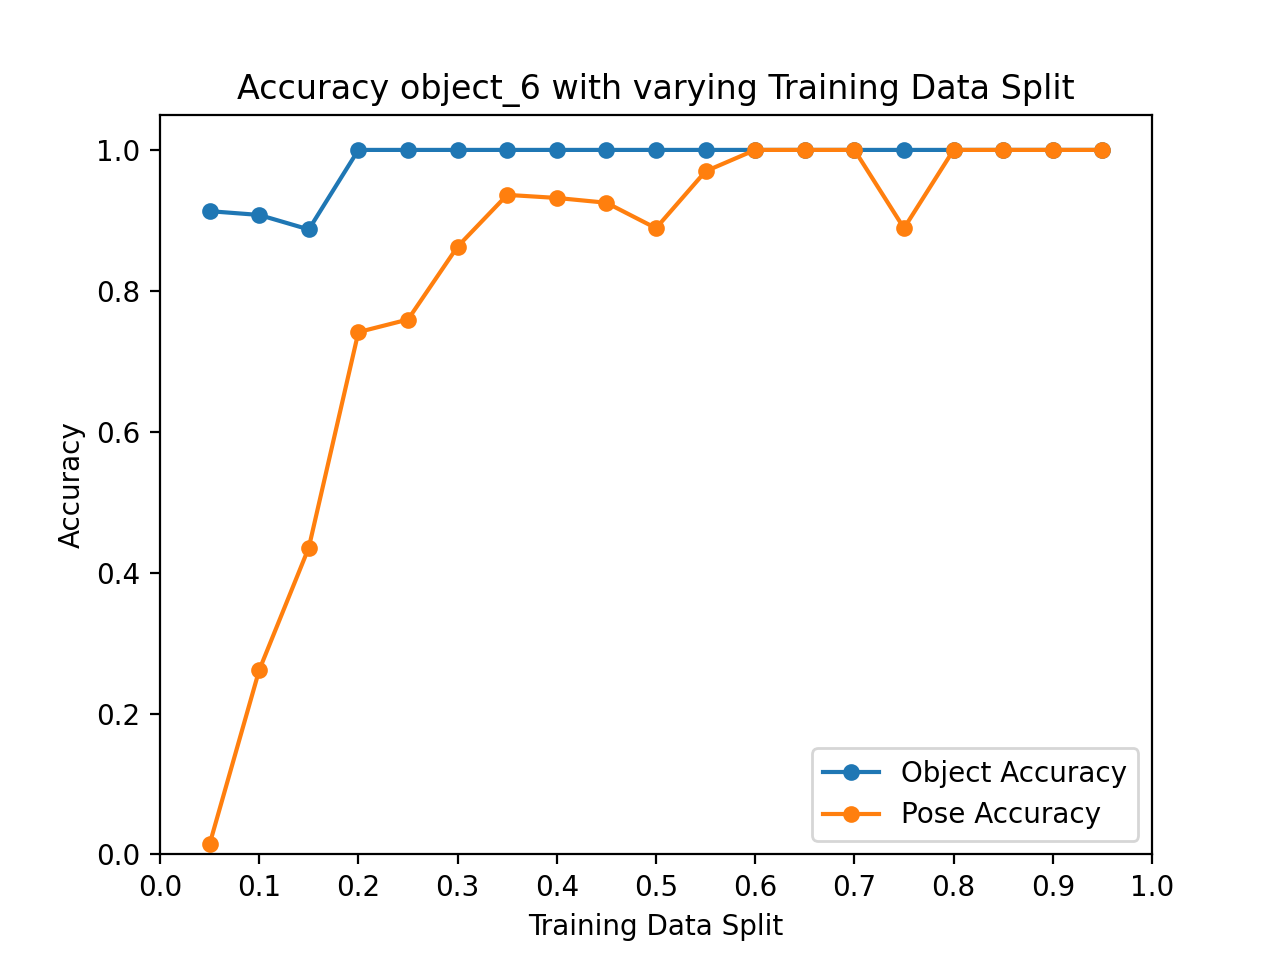 Accuracy object_6 with varying Training Data Split
1.0
0.8
0.6
0.4
0.2
0.0
Accuracy
Object Accuracy
Pose Accuracy
0.0 0.1 0.2 0.3 0.4 0.5 0.6 0.7 0.8 0.9 1.0
Training Data Split